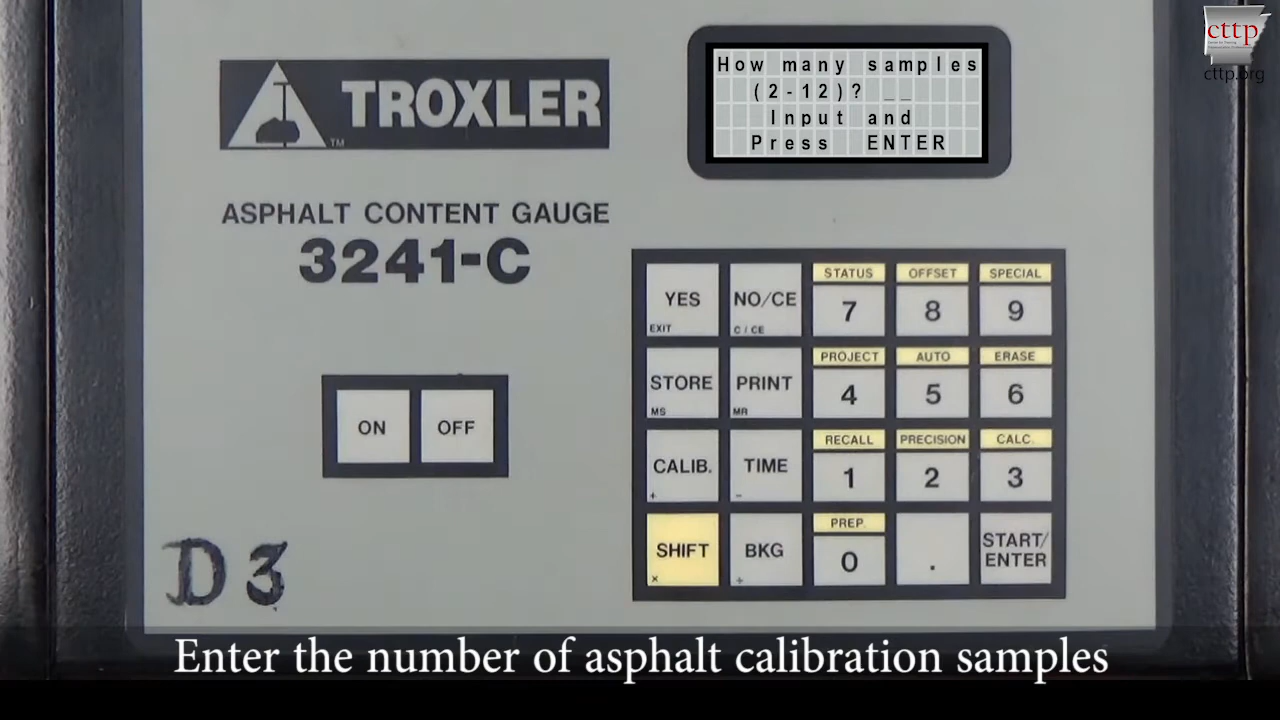 cttp
cttp.org
How many samples
(2-12)? __
Input and
Press ENTER
TROXLER
TM
ASPHALT CONTENT GAUGE
3241-C
ON
OFF
YES
EXIT
NO/CE
C / CE
STATUS
7
OFFSET
8
SPECIAL
9
STORE
MS
PRINT
MR
PROJECT
4
AUTO
5
ERASE
6
CALIB.
+
TIME
-
RECALL
1
PRECISION
2
CALC.
3
SHIFT
×
BKG
÷
PREP.
0
.
START/
ENTER
D3
Enter the number of asphalt calibration samples